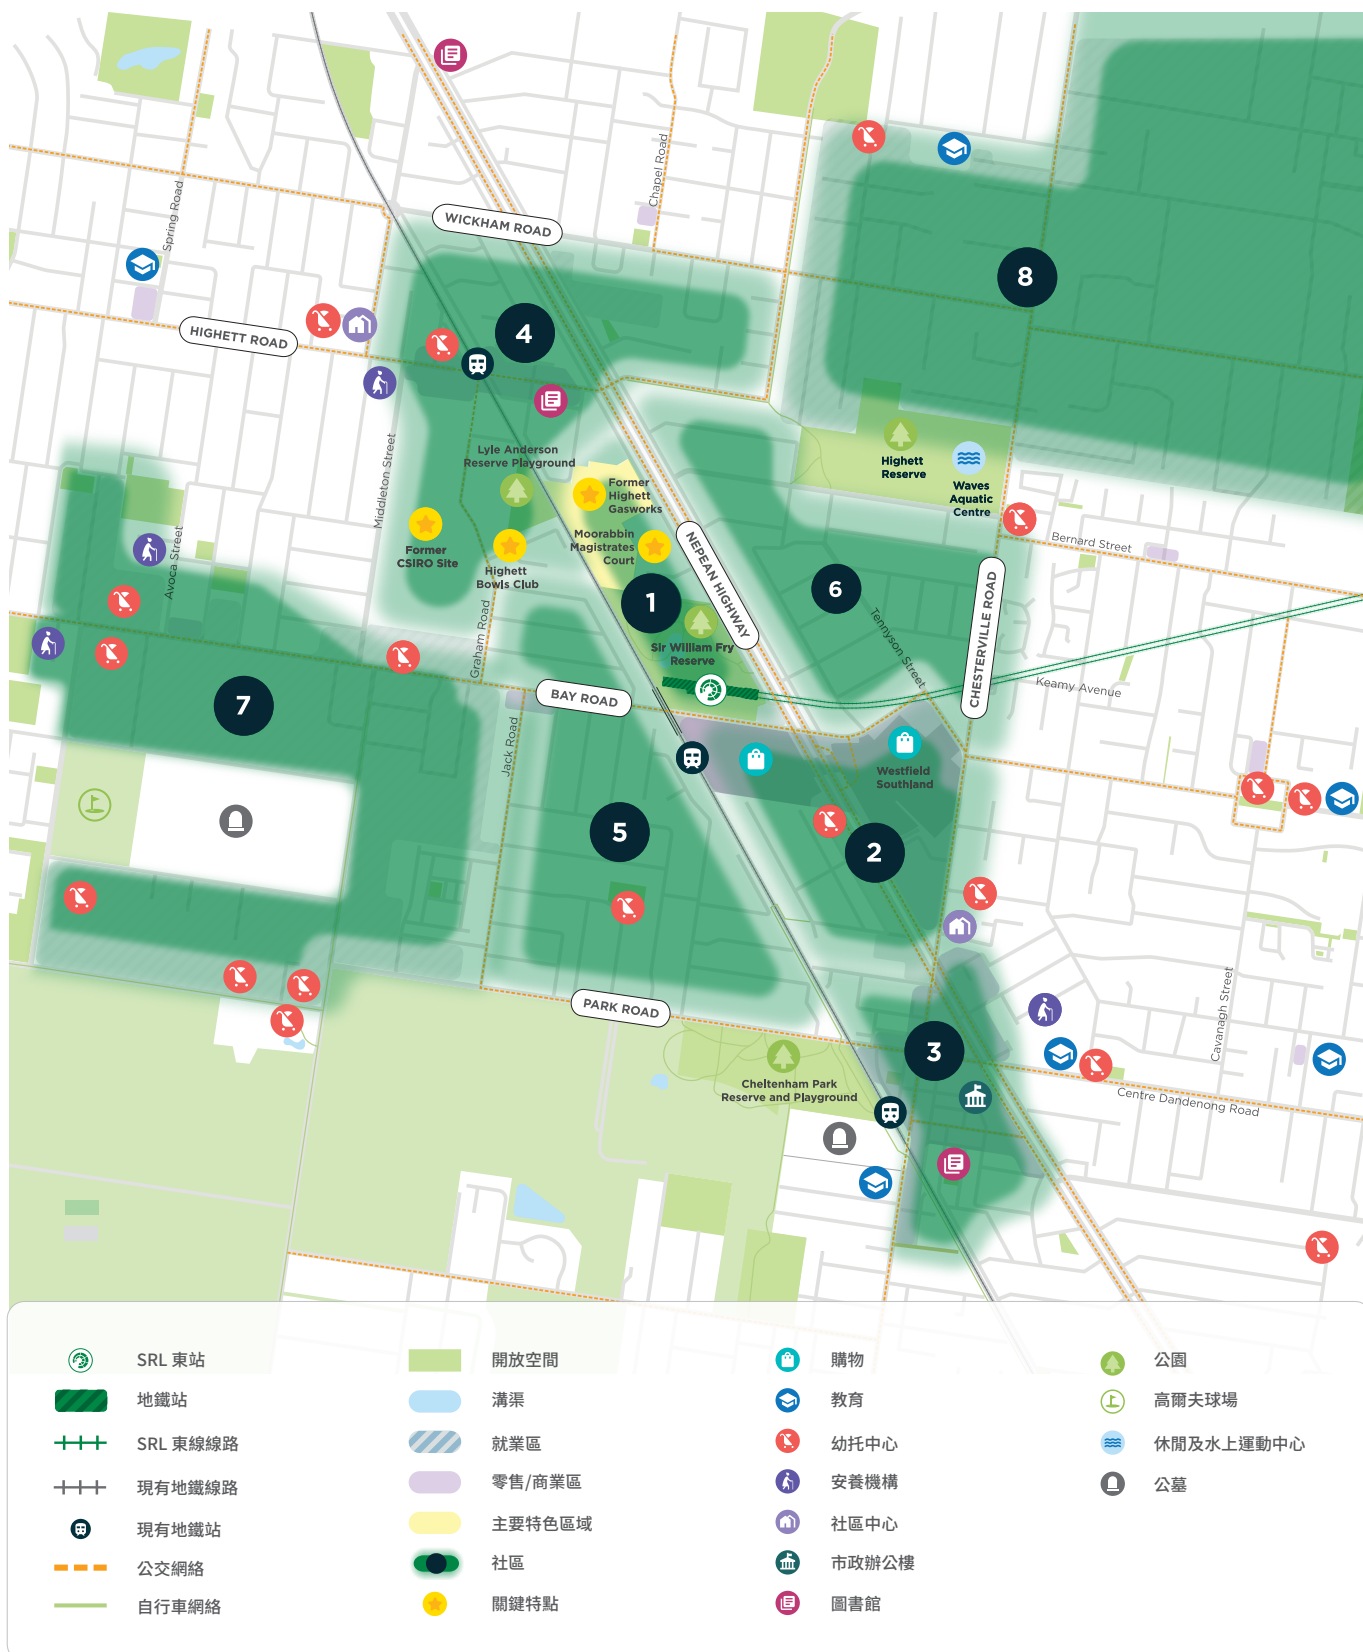 WICKHAM ROAD
Chapel Road
Spring Road
HIGHETT ROAD
8
4
Lyle Anderson
Reserve Playground
Highett
Reserve
Waves
Aquatic
Centre
Former
Highett
Gasworks
Middleton Street
Former
CSIRO Site
Highett
Bowls Club
Moorabbin
Magistrates
Court
NEPEAN HIGHWAY
Bernard Street
Avoca Street
1
6
Tennyson Street
CHESTERVILLE ROAD
Graham Road
Sir William Fry
Reserve
Keamy Avenue
7
BAY ROAD
Jack Road
Westfield
Southland
5
2
PARK ROAD
Cavanagh Street
3
Cheltenham Park
Reserve and Playground
Centre Dandenong Road
SRL 東站
地鐵站
SRL 東線線路
現有地鐵線路
現有地鐵站
公交網絡
自行車網絡
開放空間
溝渠
就業區
零售/商業區
主要特色區域
社區
關鍵特點
購物
教育
幼托中心
安養機構
社區中心
市政辦公樓
圖書館
公園
高爾夫球場
休閒及水上運動中心
公墓